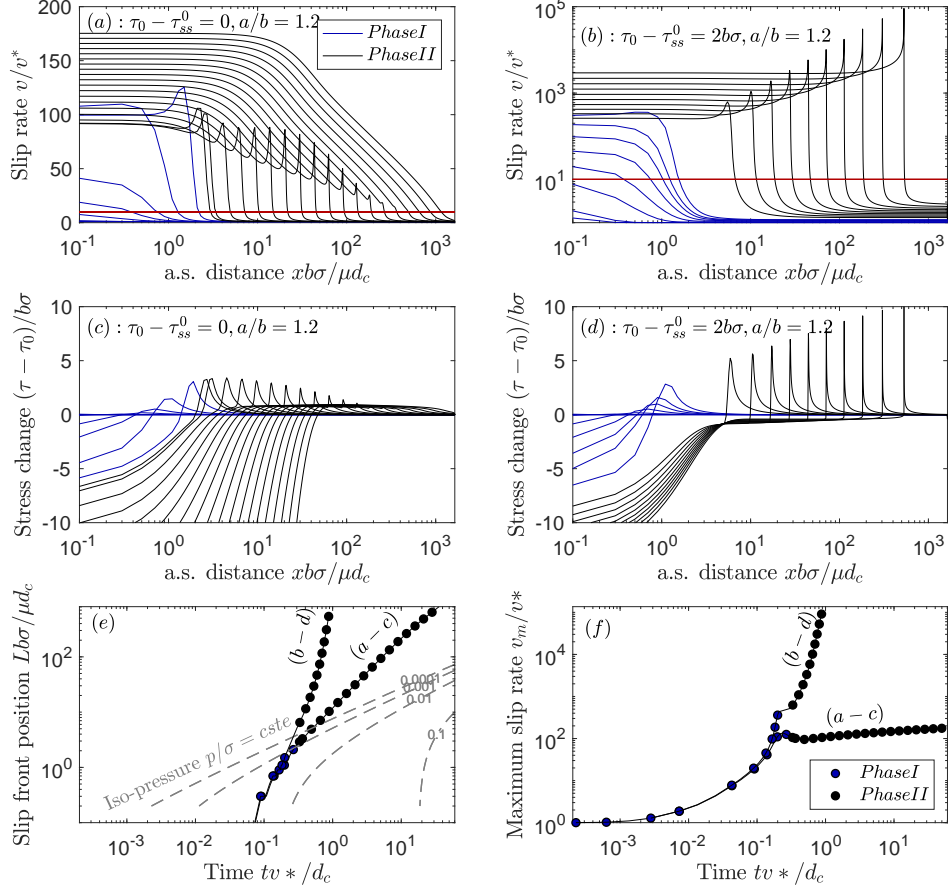 (a) : τ₀ − τ⁰ₛₛ = 0, a/b = 1.2
PhaseI
PhaseII
Slip rate v/v*
200
150
100
50
0
10⁻¹ 10⁰ 10¹ 10² 10³
a.s. distance xbσ/μd_c
(b) : τ₀ − τ⁰ₛₛ = 2bσ, a/b = 1.2
Slip rate v/v*
10⁵
10³
10¹
10⁻¹ 10⁰ 10¹ 10² 10³
a.s. distance xbσ/μd_c
(c) : τ₀ − τ⁰ₛₛ = 0, a/b = 1.2
Stress change (τ − τ₀)/bσ
10
5
0
-5
-10
10⁻¹ 10⁰ 10¹ 10² 10³
a.s. distance xbσ/μd_c
(d) : τ₀ − τ⁰ₛₛ = 2bσ, a/b = 1.2
Stress change (τ − τ₀)/bσ
10
5
0
-5
-10
10⁻¹ 10⁰ 10¹ 10² 10³
a.s. distance xbσ/μd_c
(e)
Slip front position Lbσ/μd_c
10²
10⁰
(b − d)
(a − c)
Iso-pressure p/σ = cste
0.0001
0.001
0.01
0.1
10⁻³ 10⁻² 10⁻¹ 10⁰ 10¹
Time tv * /d_c
(f)
Maximum slip rate v_m/v*
10⁴
10²
10⁰
(b − d)
(a − c)
PhaseI
PhaseII
10⁻³ 10⁻² 10⁻¹ 10⁰ 10¹
Time tv * /d_c